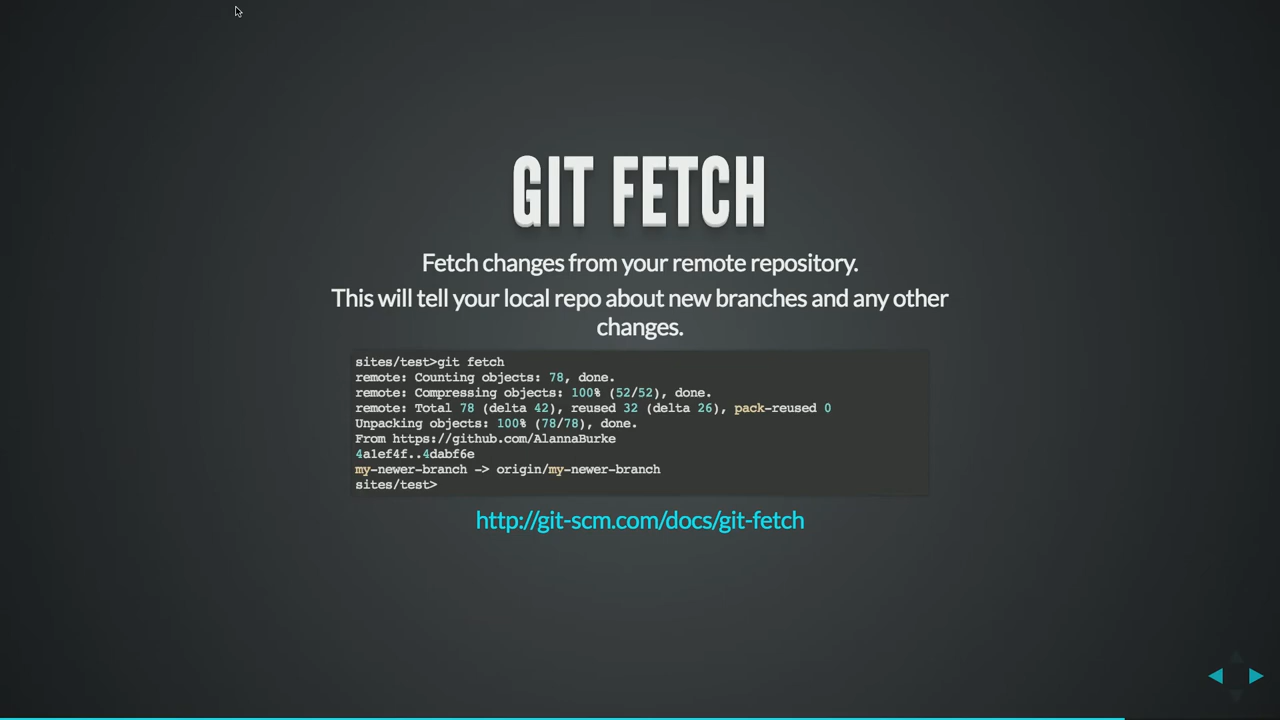 GIT FETCH
Fetch changes from your remote repository.
This will tell your local repo about new branches and any other
changes.
sites/test>git fetch
remote: Counting objects: 78, done.
remote: Compressing objects: 100% (52/52), done.
remote: Total 78 (delta 42), reused 32 (delta 26), pack-reused 0
Unpacking objects: 100% (78/78), done.
From https://github.com/AlannaBurke
4a1ef4f..4dabf6e
my-newer-branch -> origin/my-newer-branch
sites/test>
http://git-scm.com/docs/git-fetch